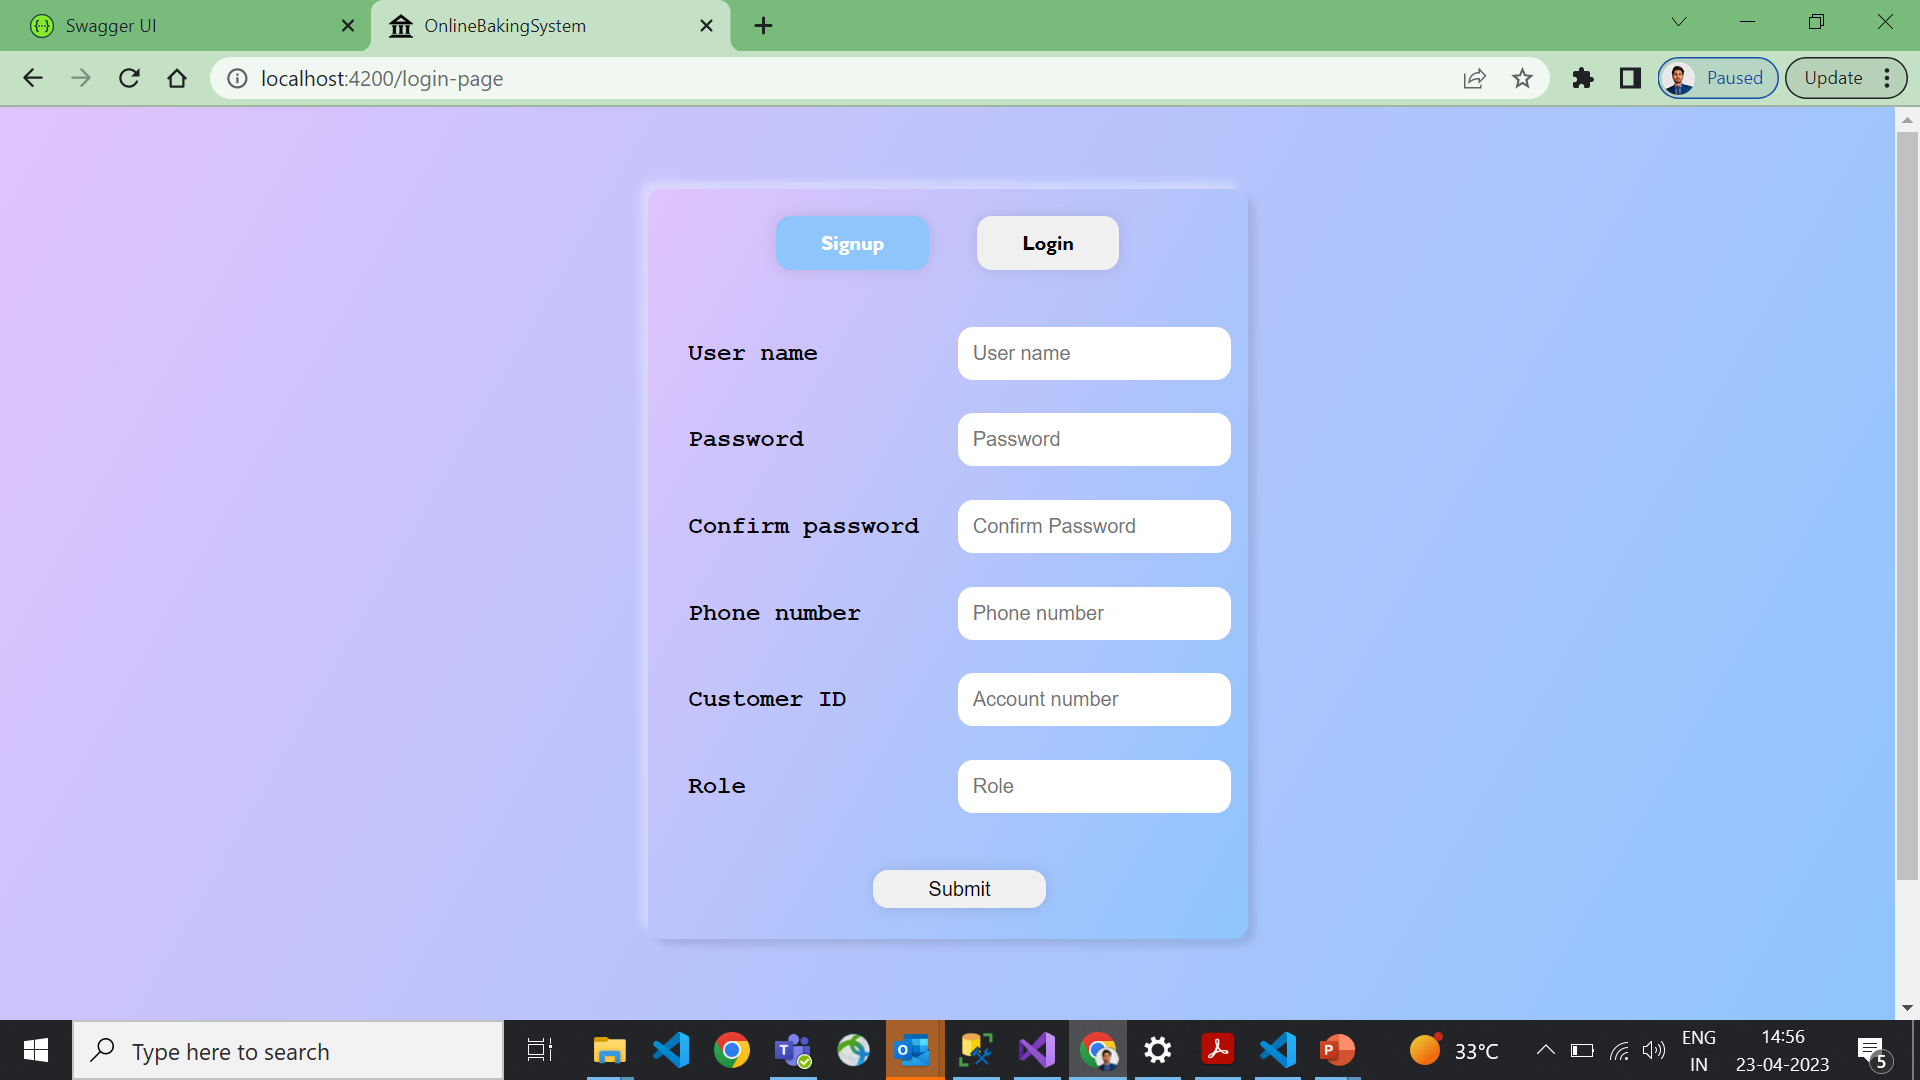 Swagger UI
OnlineBakingSystem
localhost:4200/login-page
Paused
Update
Signup
Login
User name
User name
Password
Password
Confirm password
Confirm Password
Phone number
Phone number
Customer ID
Account number
Role
Role
Submit
Type here to search
33°C
ENG
IN
14:56
23-04-2023
5